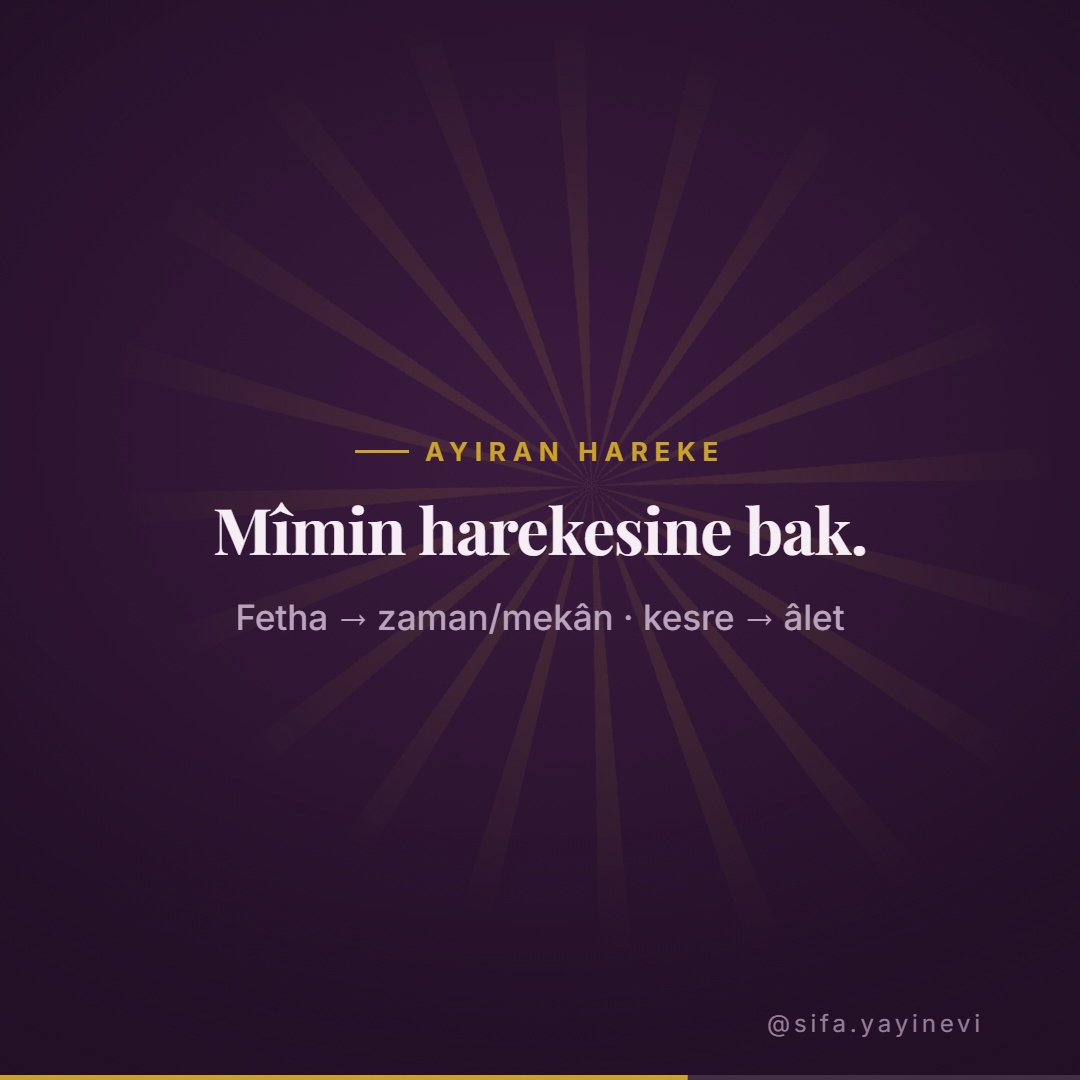 AYIRAN HAREKE
Mîmin harekesine bak.
Fetha → zaman/mekân · kesre → âlet
@sifa.yayinevi